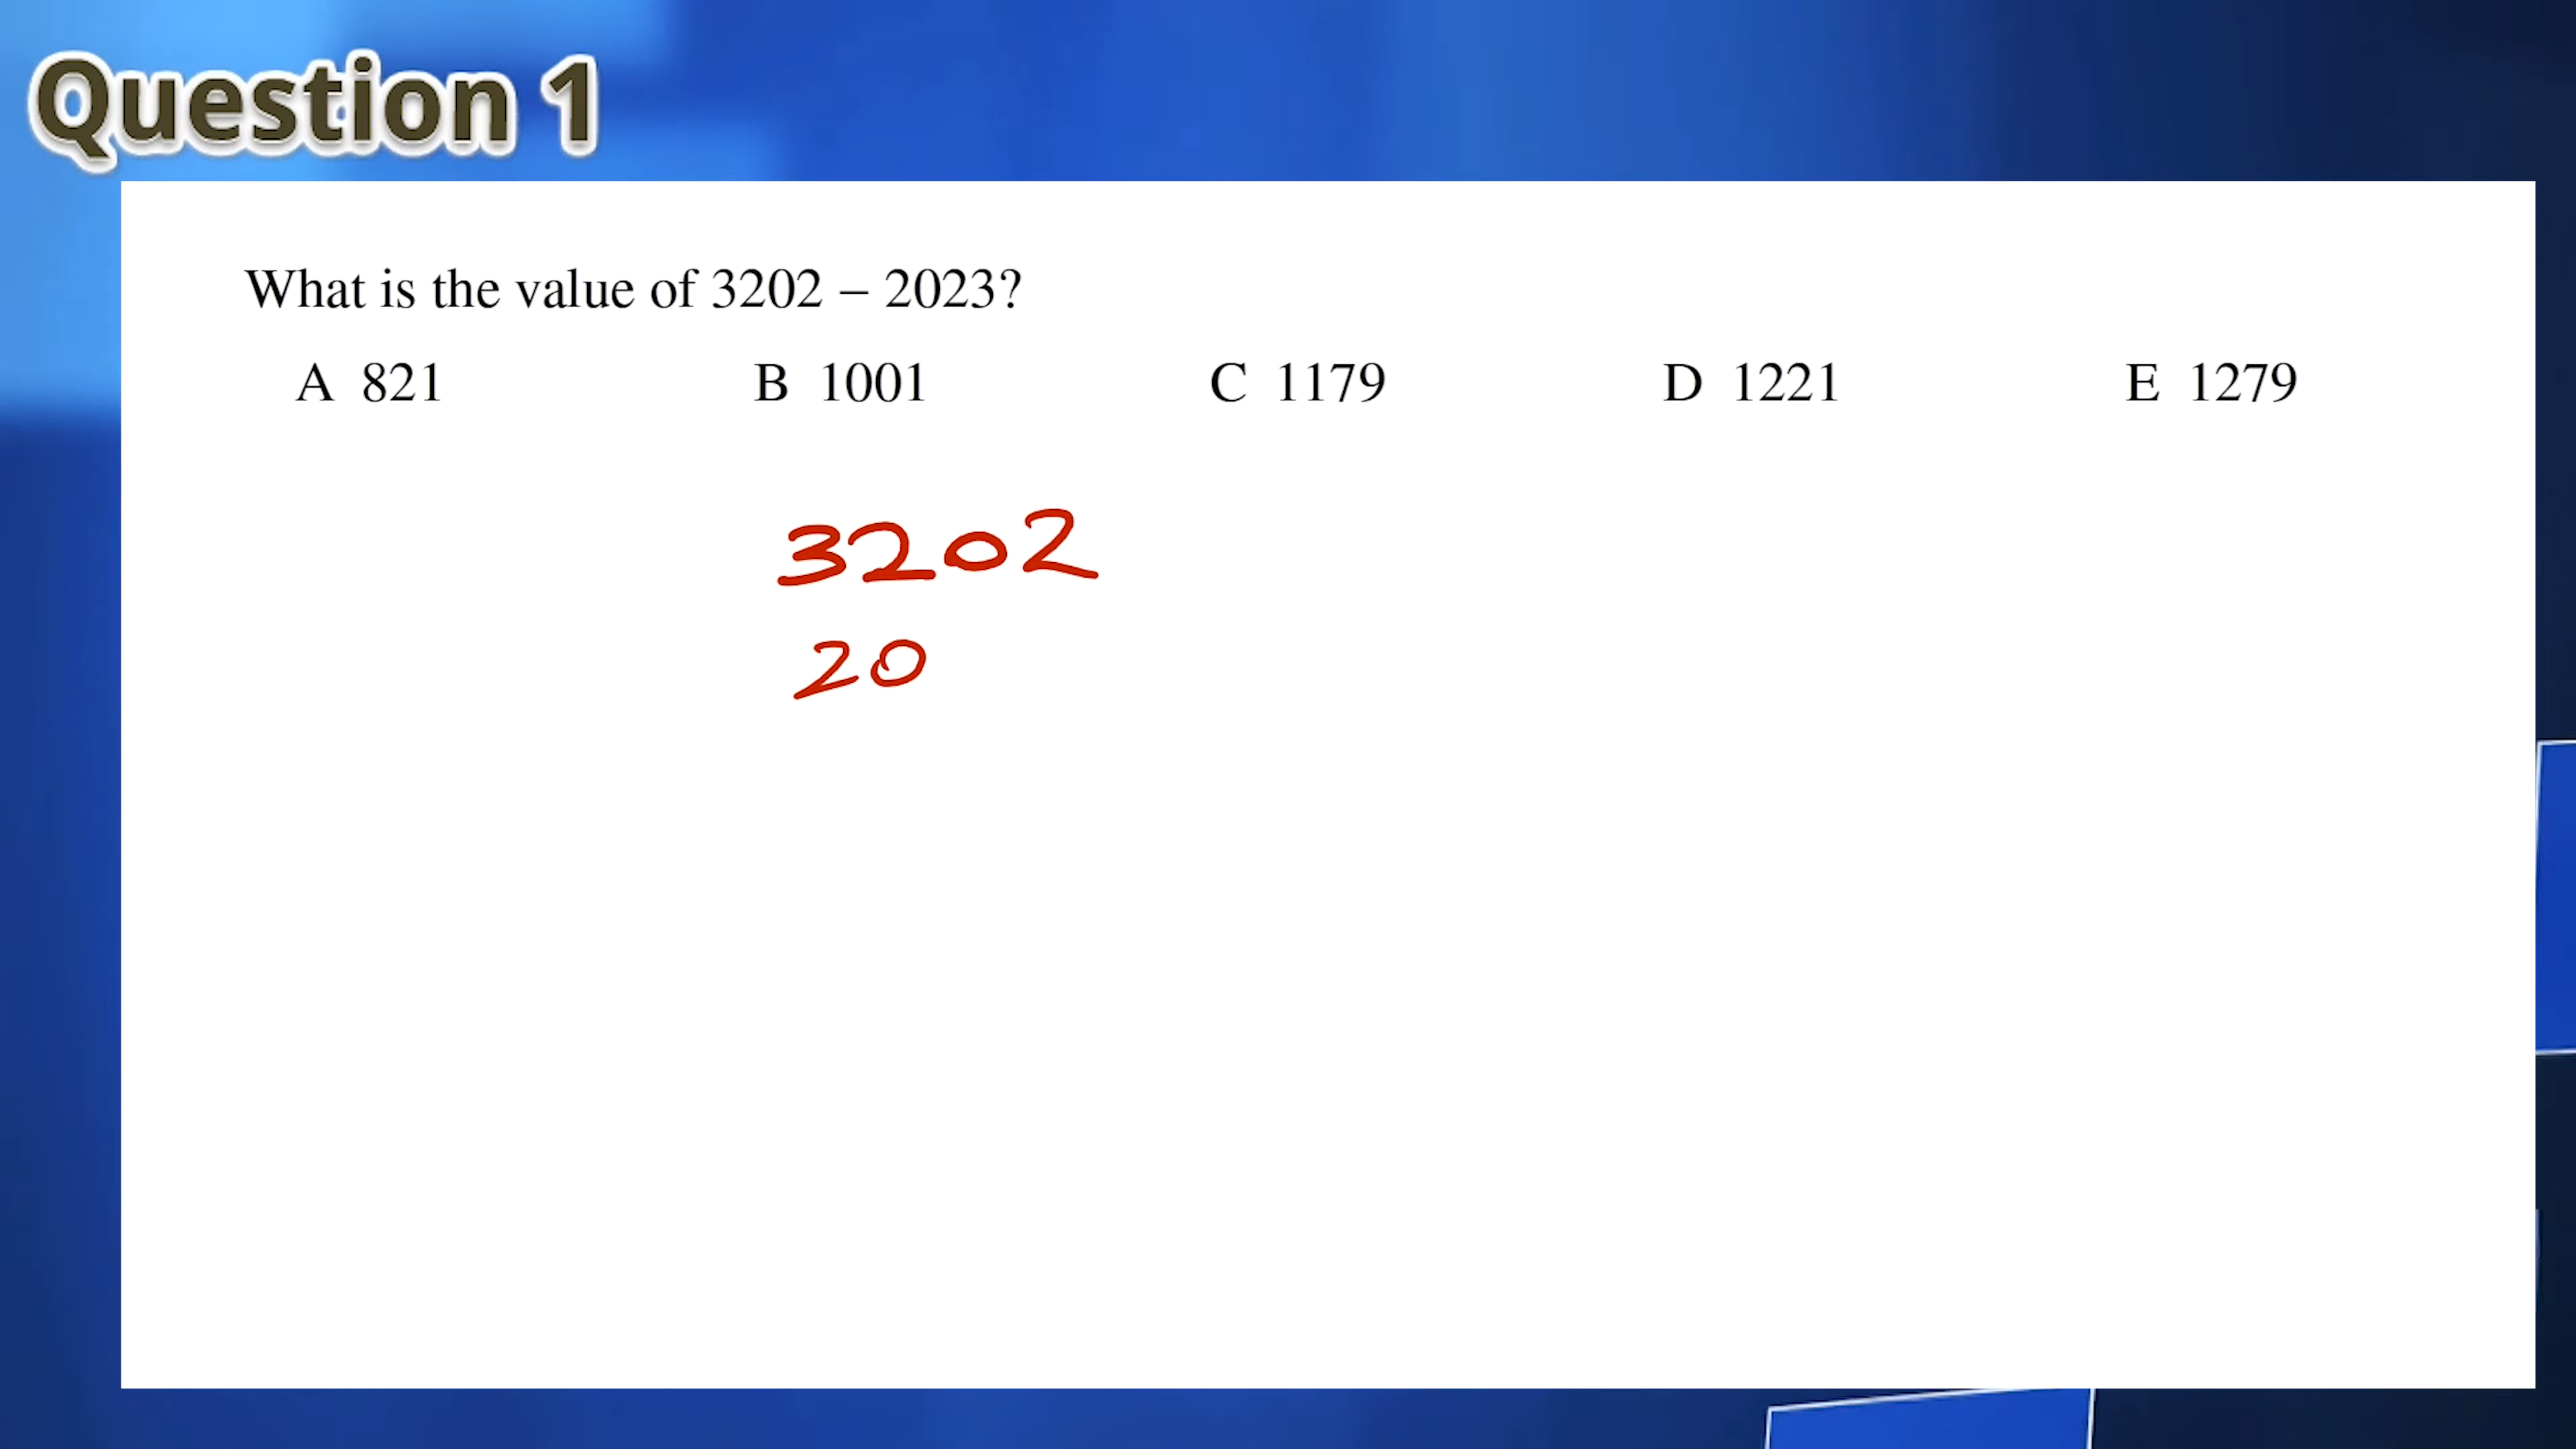 Question 1
What is the value of 3202 – 2023?
A 821 B 1001 C 1179 D 1221 E 1279
3202
20